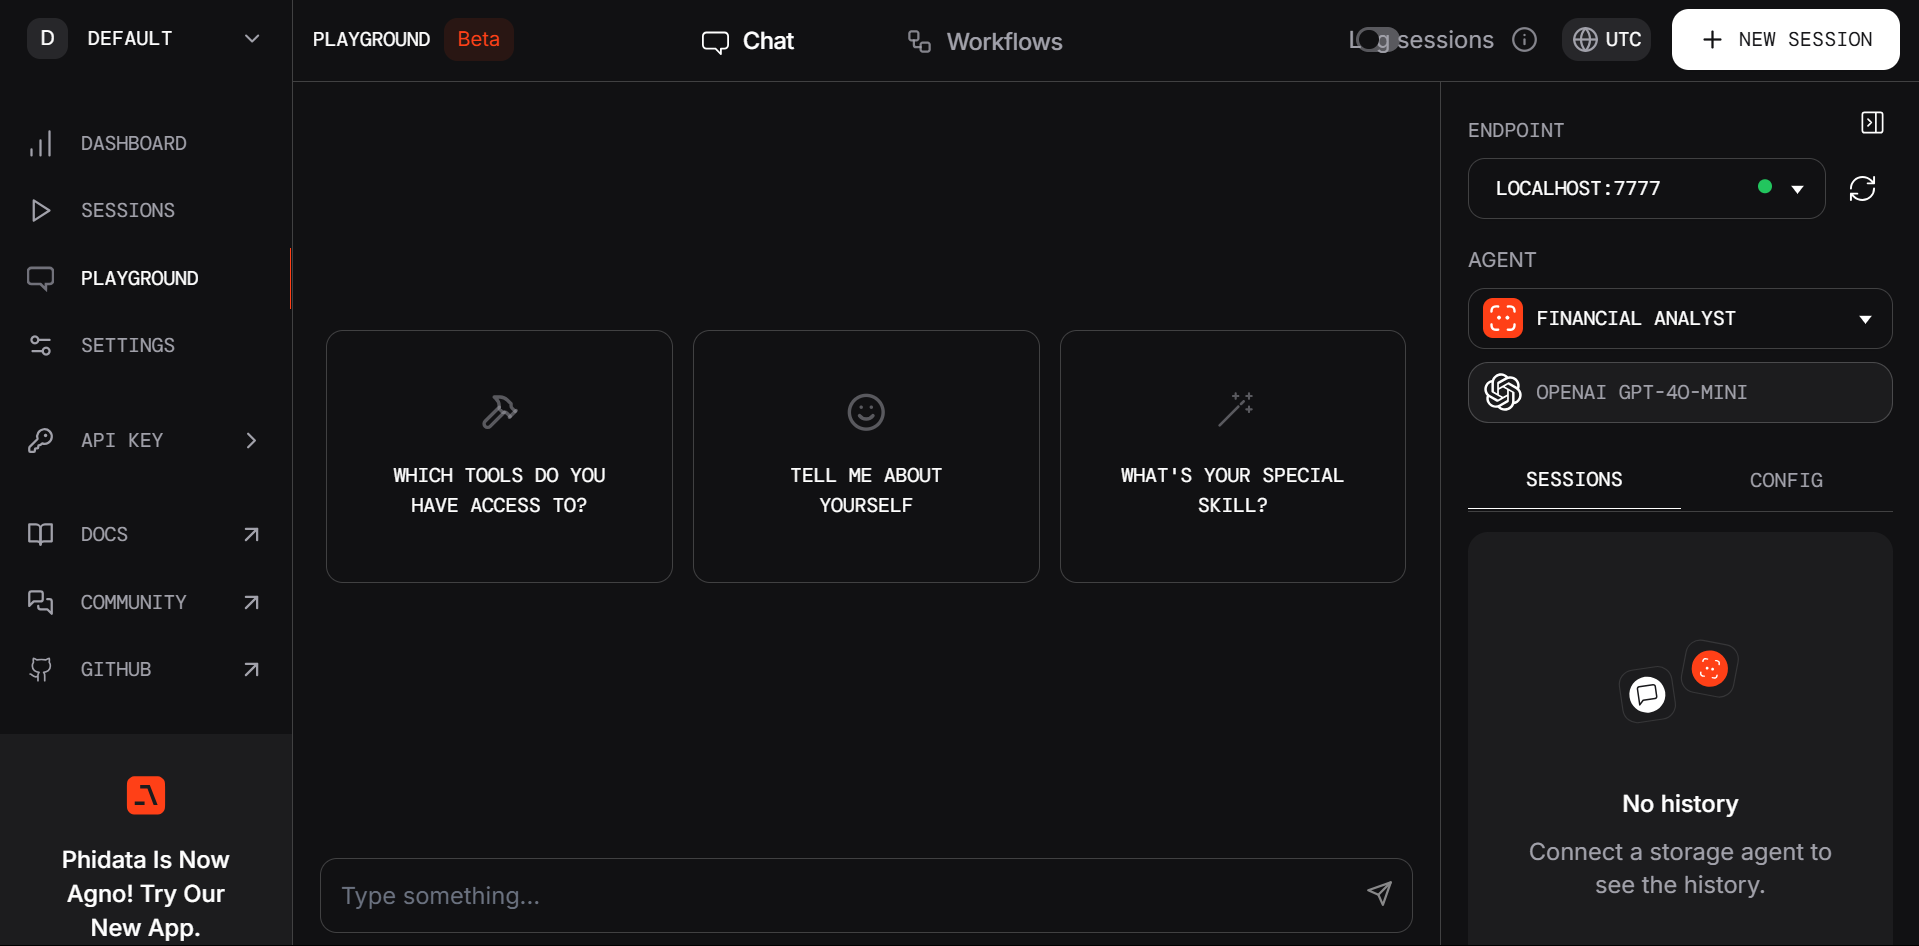 D DEFAULT
DASHBOARD
SESSIONS
PLAYGROUND
SETTINGS
API KEY
DOCS
COMMUNITY
GITHUB
Phidata Is Now
Agno! Try Our
New App.
PLAYGROUND Beta
Chat
Workflows
Log sessions
UTC
+ NEW SESSION
WHICH TOOLS DO YOU
HAVE ACCESS TO?
TELL ME ABOUT
YOURSELF
WHAT'S YOUR SPECIAL
SKILL?
Type something...
ENDPOINT
LOCALHOST:7777
AGENT
FINANCIAL ANALYST
OPENAI GPT-4O-MINI
SESSIONS
CONFIG
No history
Connect a storage agent to
see the history.